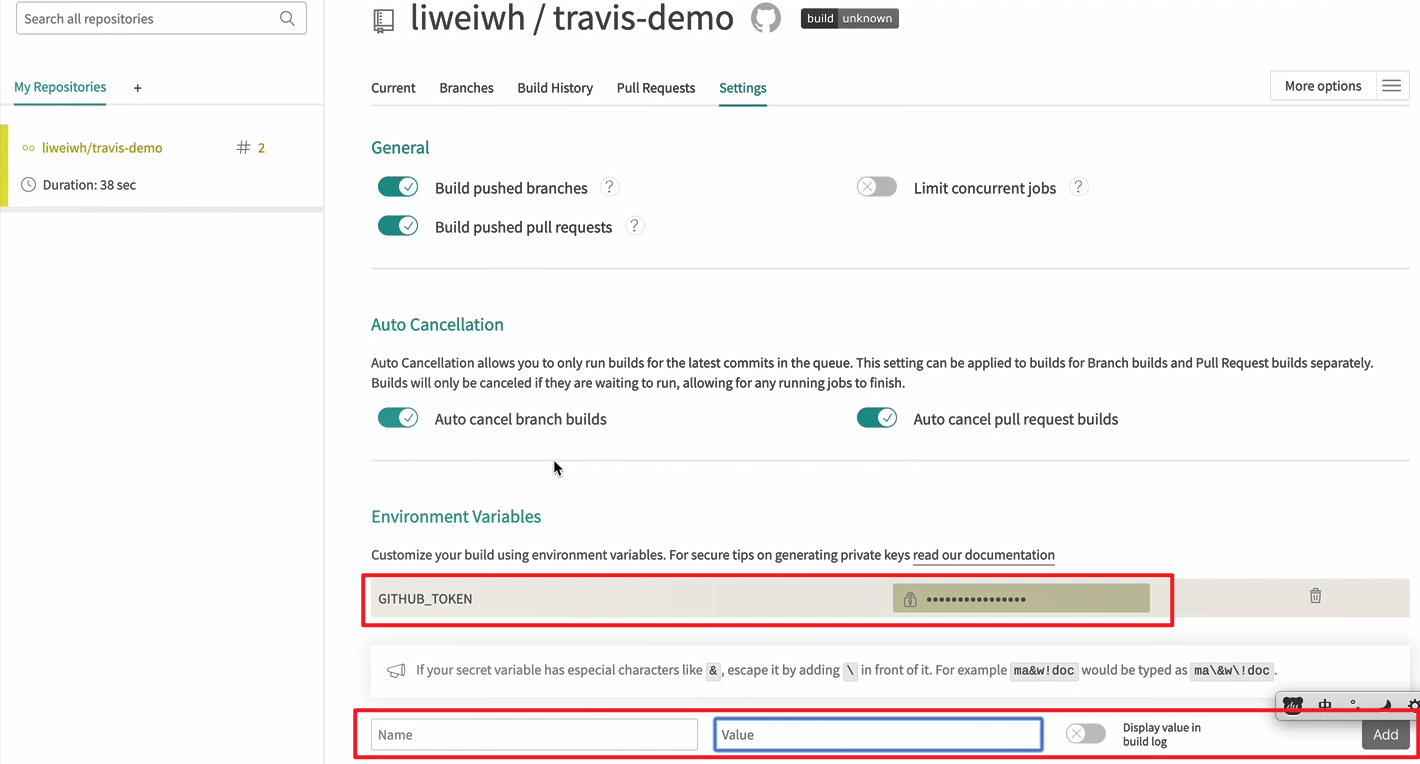 Search all repositories
liweiwh / travis-demo
build unknown
My Repositories +
Current Branches Build History Pull Requests Settings
More options
liweiwh/travis-demo # 2
Duration: 38 sec
General
Build pushed branches ?
Limit concurrent jobs ?
Build pushed pull requests ?
Auto Cancellation
Auto Cancellation allows you to only run builds for the latest commits in the queue. This setting can be applied to builds for Branch builds and Pull Request builds separately.
Builds will only be canceled if they are waiting to run, allowing for any running jobs to finish.
Auto cancel branch builds
Auto cancel pull request builds
Environment Variables
Customize your build using environment variables. For secure tips on generating private keys read our documentation
GITHUB_TOKEN ••••••••••••••••
If your secret variable has especial characters like & , escape it by adding \ in front of it. For example ma&w!doc would be typed as ma\&w\!doc .
du 中 °,
Name
Value
Display value in
build log
Add